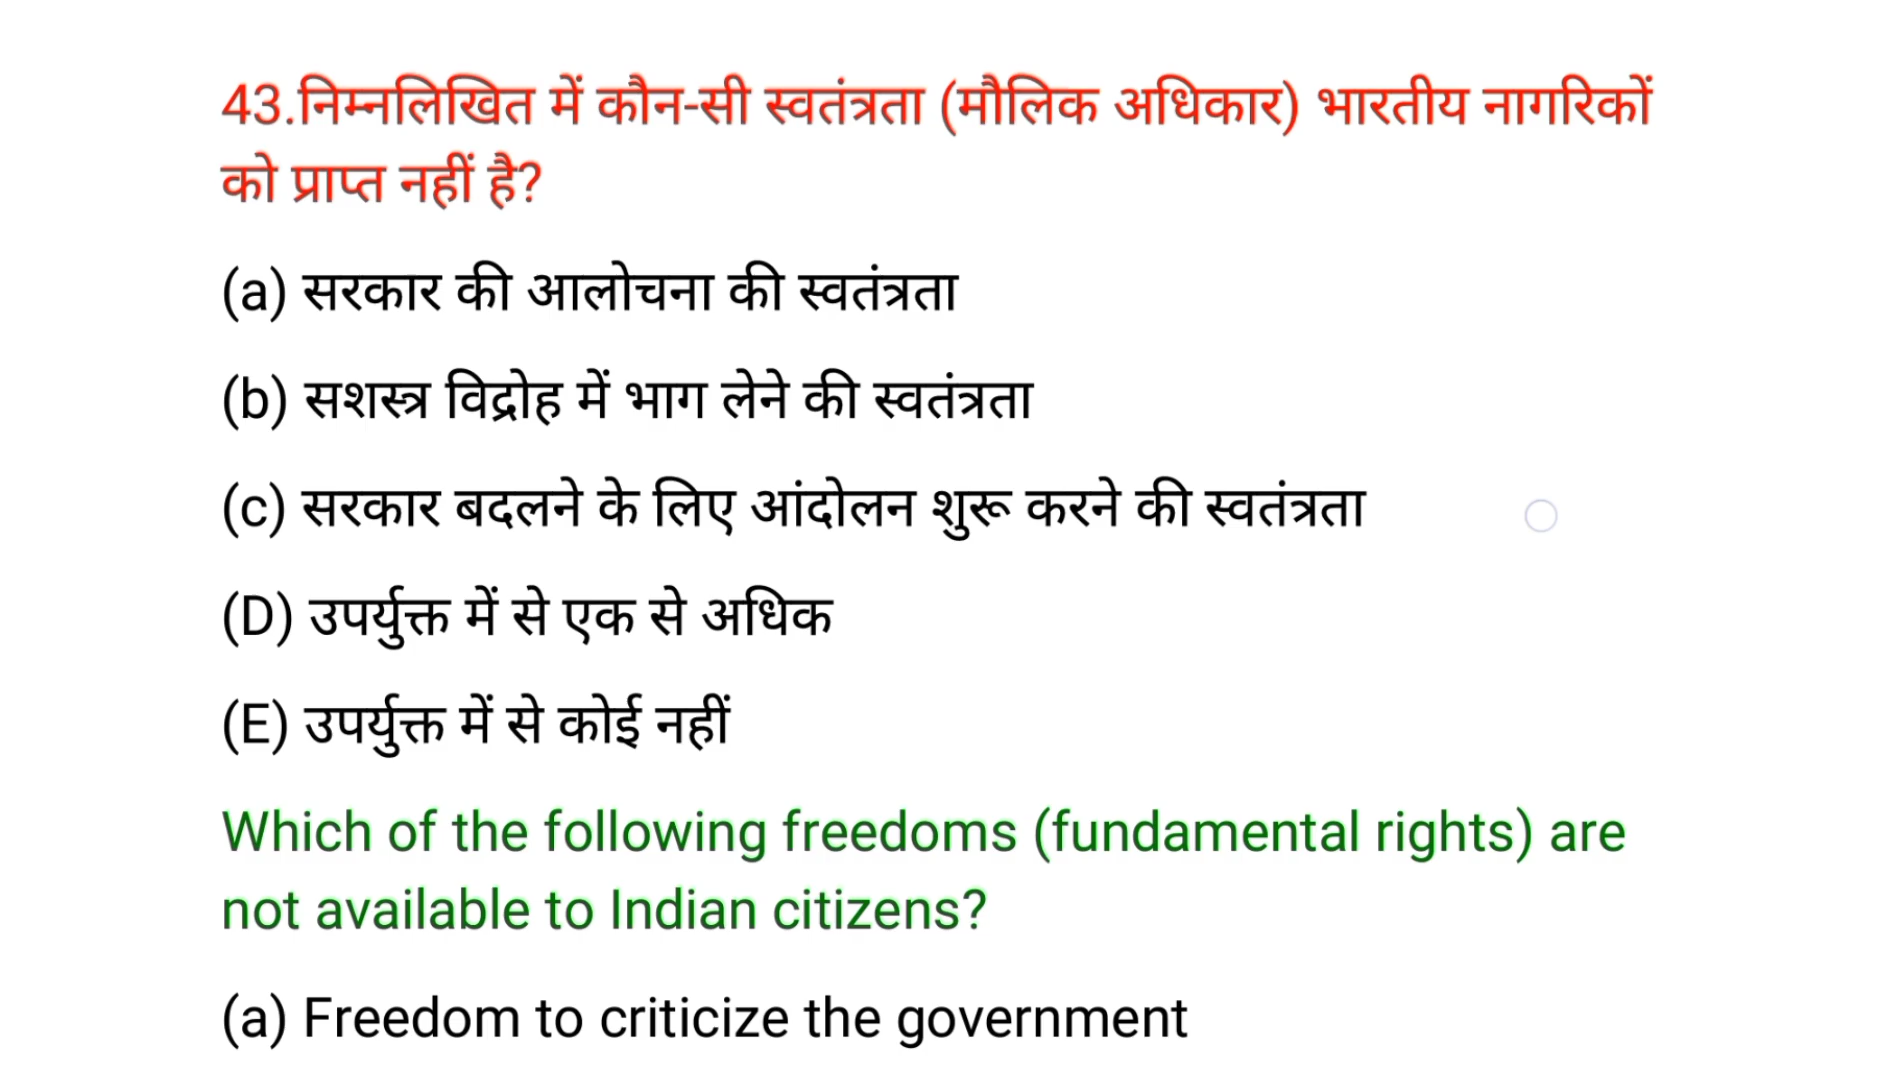 43.निम्नलिखित में कौन-सी स्वतंत्रता (मौलिक अधिकार) भारतीय नागरिकों
को प्राप्त नहीं है?
(a) सरकार की आलोचना की स्वतंत्रता
(b) सशस्त्र विद्रोह में भाग लेने की स्वतंत्रता
(c) सरकार बदलने के लिए आंदोलन शुरू करने की स्वतंत्रता
(D) उपर्युक्त में से एक से अधिक
(E) उपर्युक्त में से कोई नहीं
Which of the following freedoms (fundamental rights) are
not available to Indian citizens?
(a) Freedom to criticize the government